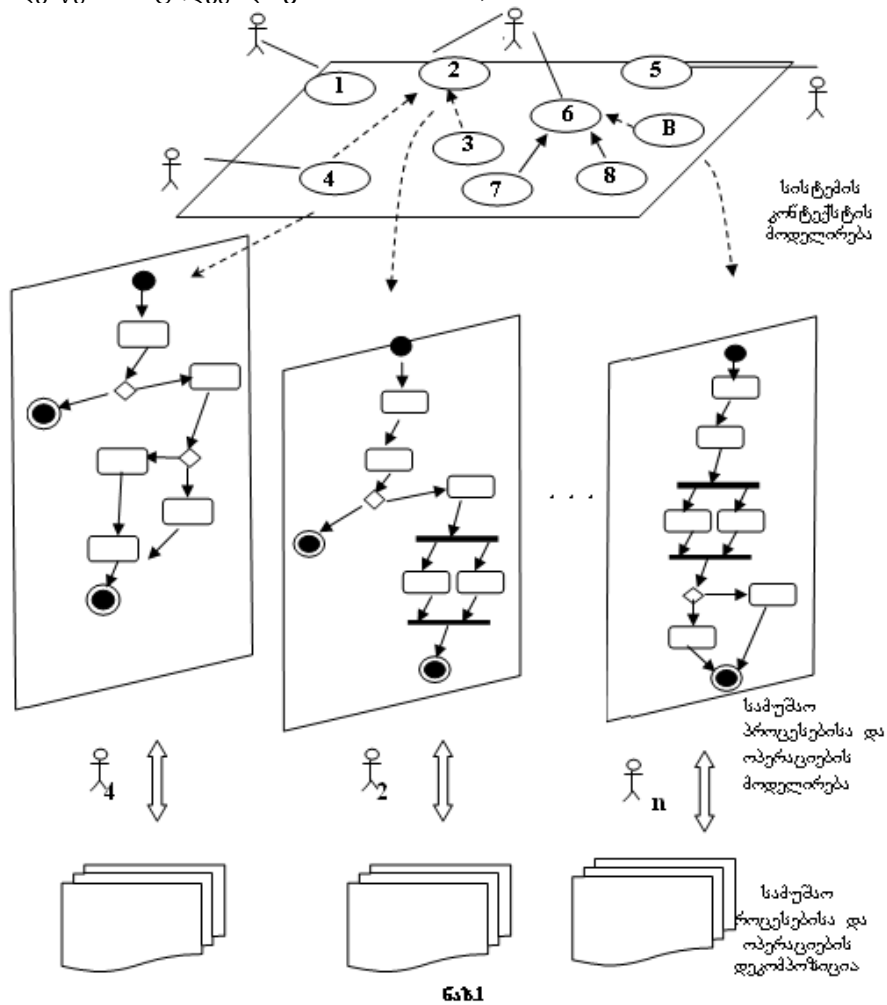 1
2
5
6
B
3
4
7
8
სისტემის
კონტექსტის
მოდელირება
. . .
სამუშაო
პროცესებისა და
ოპერაციების
მოდელირება
4
2
n
სამუშაო
როცესებისა და
ოპერაციების
დეკომპოზიცია
ნახ.1